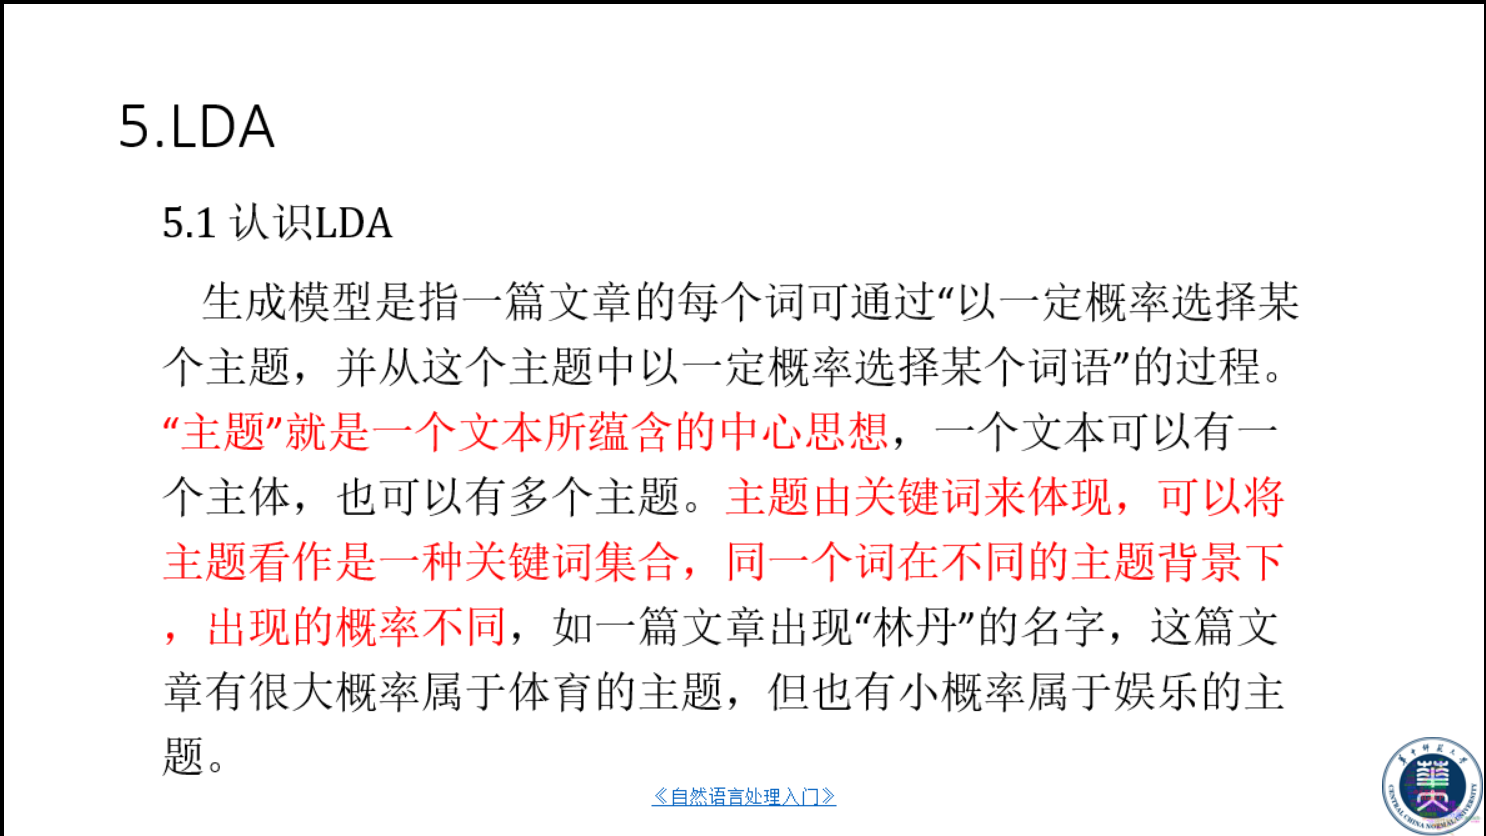 5.LDA
5.1 认识LDA
生成模型是指一篇文章的每个词可通过“以一定概率选择某
个主题，并从这个主题中以一定概率选择某个词语”的过程。
“主题”就是一个文本所蕴含的中心思想，一个文本可以有一
个主体，也可以有多个主题。主题由关键词来体现，可以将
主题看作是一种关键词集合，同一个词在不同的主题背景下
，出现的概率不同，如一篇文章出现“林丹”的名字，这篇文
章有很大概率属于体育的主题，但也有小概率属于娱乐的主
题。
《自然语言处理入门》
华中师范大学
CENTRAL CHINA NORMAL UNIVERSITY